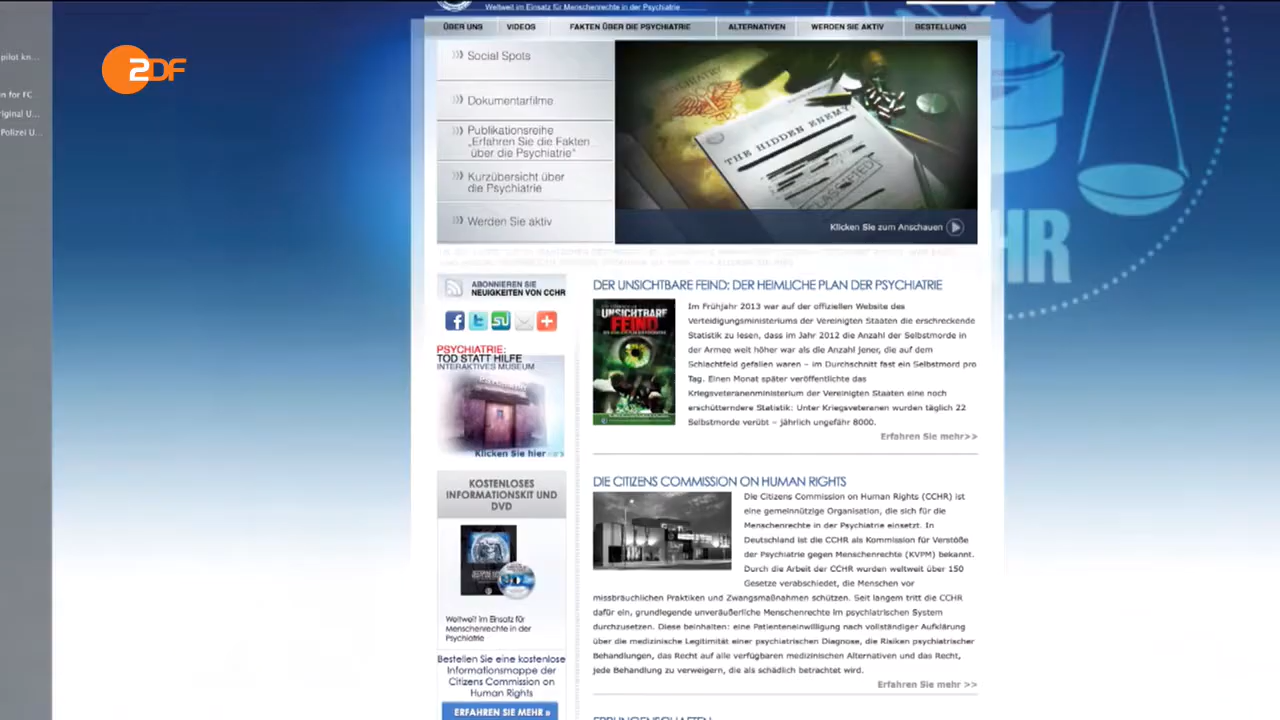 Weltweit im Einsatz für Menschenrechte in der Psychiatrie
ÜBER UNS
VIDEOS
FAKTEN ÜBER DIE PSYCHIATRIE
ALTERNATIVEN
WERDEN SIE AKTIV
BESTELLUNG
ZDF
pilot kn...
n for FC
riginal U...
Polizei U...
Social Spots
Dokumentarfilme
Publikationsreihe
„Erfahren Sie die Fakten
über die Psychiatrie"
Kurzübersicht über
die Psychiatrie
Werden Sie aktiv
THE HIDDEN ENEMY
CLASSIFIED
Klicken Sie zum Anschauen
HR
ABONNIEREN SIE
NEUIGKEITEN VON CCHR
PSYCHIATRIE:
TOD STATT HILFE
INTERAKTIVES MUSEUM
Klicken Sie hier
KOSTENLOSES
INFORMATIONSKIT UND
DVD
Weltweit im Einsatz für
Menschenrechte in der
Psychiatrie
Bestellen Sie eine kostenlose
Informationsmappe der
Citizens Commission on
Human Rights
ERFAHREN SIE MEHR »
DER UNSICHTBARE FEIND: DER HEIMLICHE PLAN DER PSYCHIATRIE
UNSICHTBARE
FEIND
Im Frühjahr 2013 war auf der offiziellen Website des
Verteidigungsministeriums der Vereinigten Staaten die erschreckende
Statistik zu lesen, dass im Jahr 2012 die Anzahl der Selbstmorde in
der Armee weit höher war als die Anzahl jener, die auf dem
Schlachtfeld gefallen waren – im Durchschnitt fast ein Selbstmord pro
Tag. Einen Monat später veröffentlichte das
Kriegsveteranenministerium der Vereinigten Staaten eine noch
erschütterndere Statistik: Unter Kriegsveteranen wurden täglich 22
Selbstmorde verübt – jährlich ungefähr 8000.
Erfahren Sie mehr>>
DIE CITIZENS COMMISSION ON HUMAN RIGHTS
Die Citizens Commission on Human Rights (CCHR) ist
eine gemeinnützige Organisation, die sich für die
Menschenrechte in der Psychiatrie einsetzt. In
Deutschland ist die CCHR als Kommission für Verstöße
der Psychiatrie gegen Menschenrechte (KVPM) bekannt.
Durch die Arbeit der CCHR wurden weltweit über 150
Gesetze verabschiedet, die Menschen vor
missbräuchlichen Praktiken und Zwangsmaßnahmen schützen. Seit langem tritt die CCHR
dafür ein, grundlegende unveräußerliche Menschenrechte im psychiatrischen System
durchzusetzen. Diese beinhalten: eine Patienteneinwilligung nach vollständiger Aufklärung
über die medizinische Legitimität einer psychiatrischen Diagnose, die Risiken psychiatrischer
Behandlungen, das Recht auf alle verfügbaren medizinischen Alternativen und das Recht,
jede Behandlung zu verweigern, die als schädlich betrachtet wird.
Erfahren Sie mehr >>
ERRUNGENSCHAFTEN